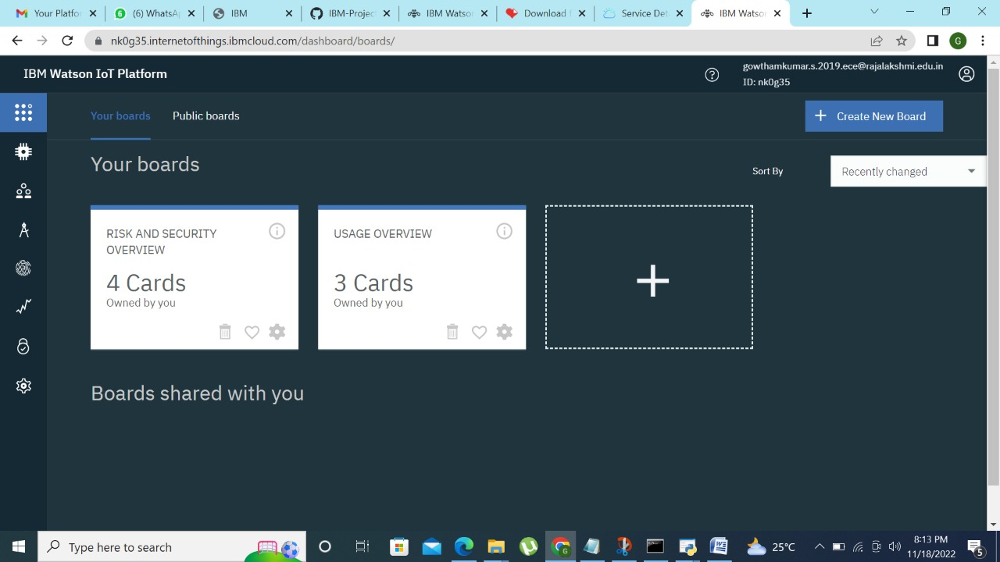 Your Platfor
(6) WhatsA
IBM
IBM-Project
IBM Watson
Download f
Service Det
IBM Watso
nk0g35.internetofthings.ibmcloud.com/dashboard/boards/
G
IBM Watson IoT Platform
gowthamkumar.s.2019.ece@rajalakshmi.edu.in
ID: nk0g35
Your boards
Public boards
Create New Board
Your boards
Sort By
Recently changed
RISK AND SECURITY
OVERVIEW
4 Cards
Owned by you
USAGE OVERVIEW
3 Cards
Owned by you
Boards shared with you
Type here to search
25°C
8:13 PM
11/18/2022
5